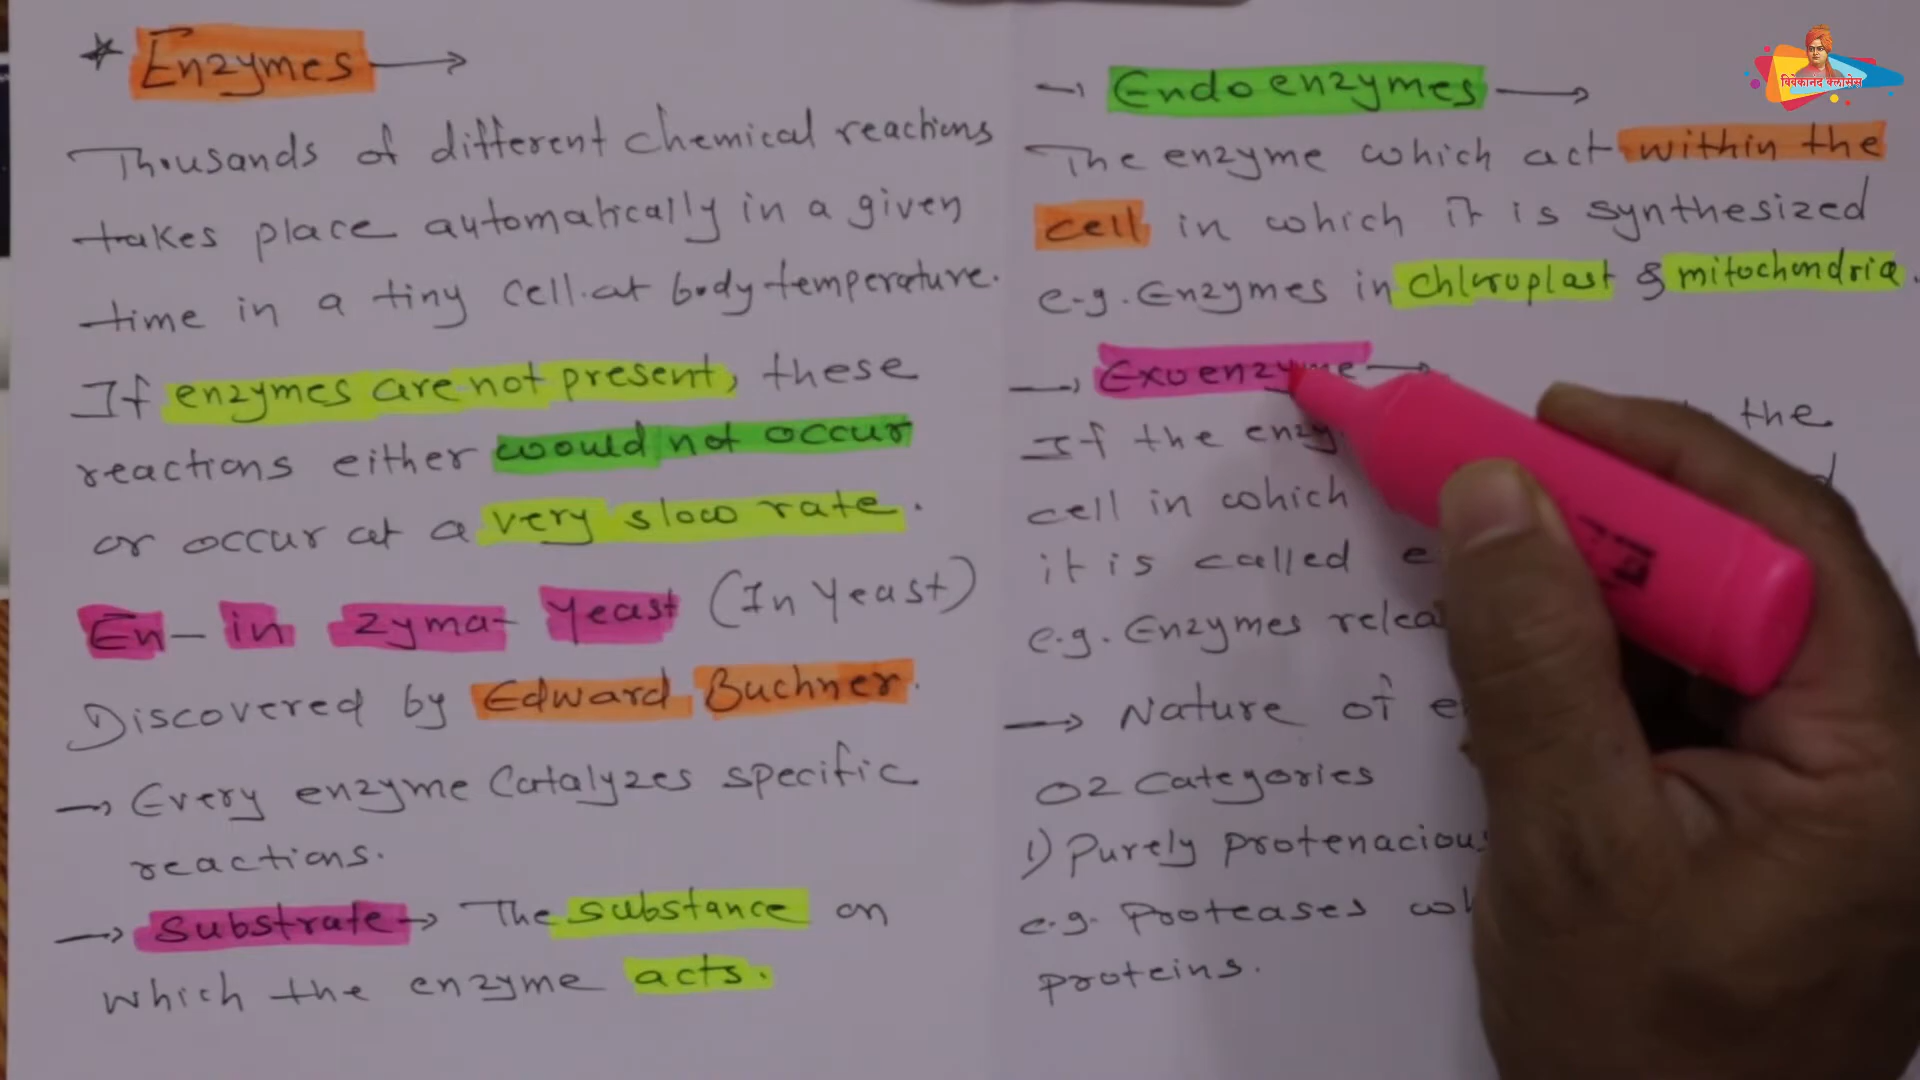 * Enzymes →
Thousands of different chemical reactions
takes place automatically in a given
time in a tiny cell at body temperature.
If enzymes are not present, these
reactions either would not occur
or occur at a very slow rate.
En - in zyma - yeast (In yeast)
Discovered by Edward Buchner.
→ Every enzyme Catalyzes specific
reactions.
→ Substrate → The substance on
which the enzyme acts.
→ Endoenzymes →
The enzyme which act within the
cell in which it is synthesized
e.g. Enzymes in chloroplast & mitochondria.
→ Exoenzyme →
If the the
cell in which
it is called
e.g. Enzymes
→ Nature of
02 Categories
1) Purely protenacious
e.g. Proteases
proteins.
विवेकानंद क्लासेस